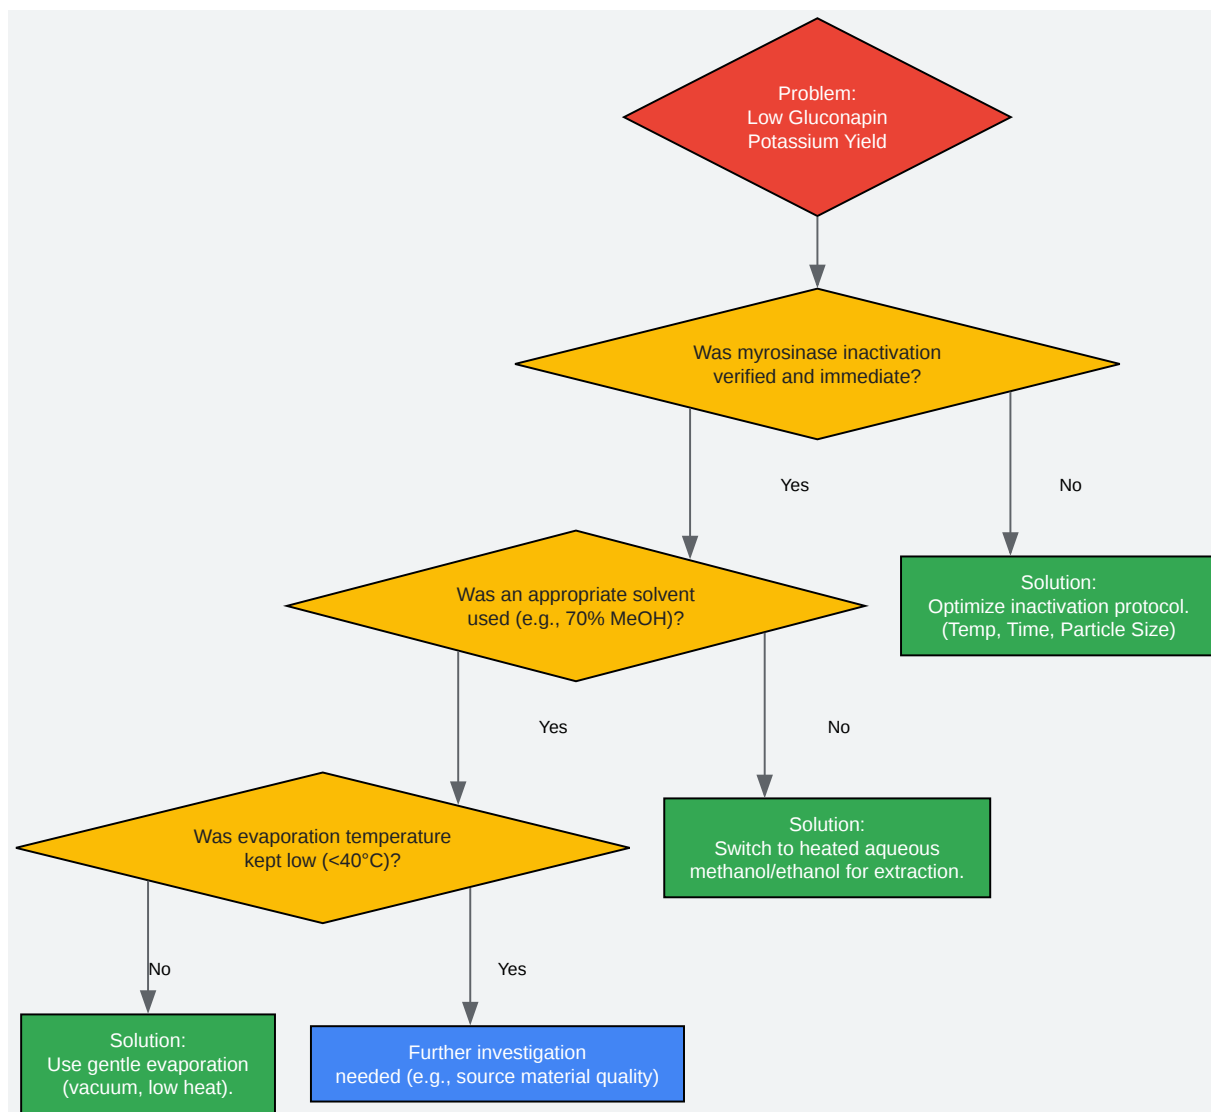 Problem:
Low Gluconapin
Potassium Yield
Was myrosinase inactivation
verified and immediate?
Yes
No
Was an appropriate solvent
used (e.g., 70% MeOH)?
Solution:
Optimize inactivation protocol.
(Temp, Time, Particle Size)
Yes
No
Was evaporation temperature
kept low (<40°C)?
Solution:
Switch to heated aqueous
methanol/ethanol for extraction.
No
Yes
Solution:
Use gentle evaporation
(vacuum, low heat).
Further investigation
needed (e.g., source material quality)